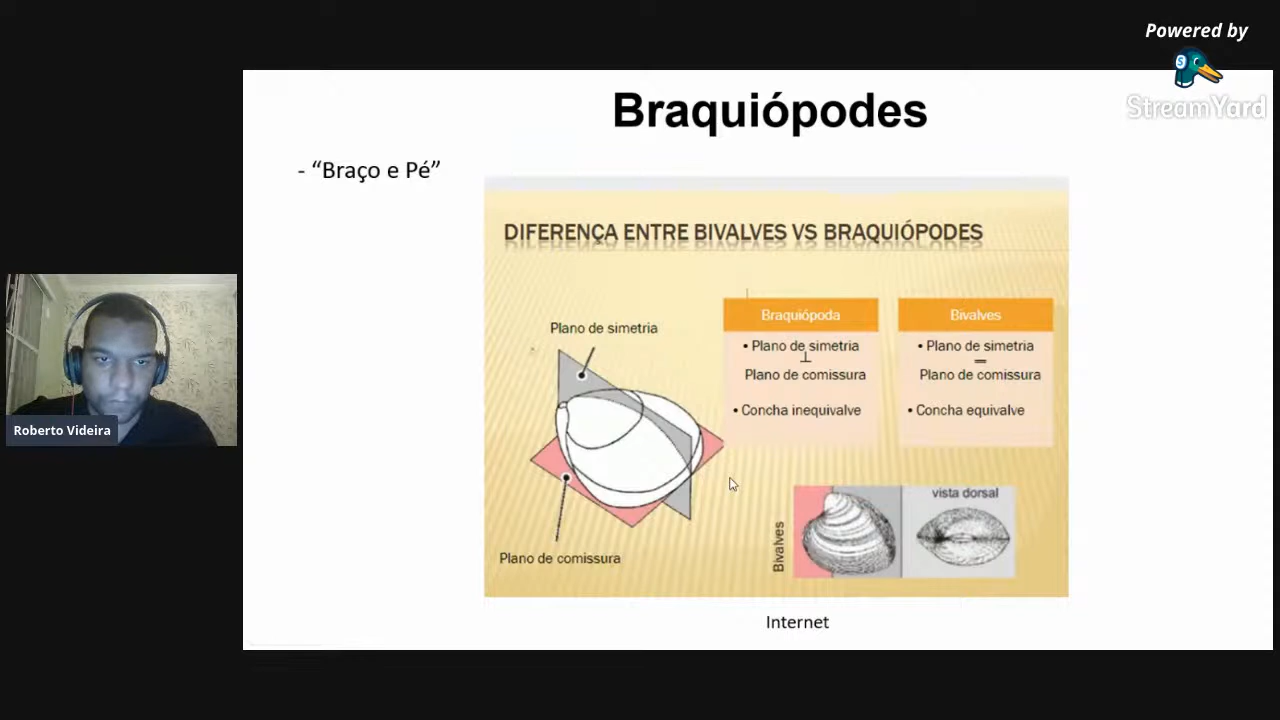 Powered by
StreamYard
Braquiópodes
- “Braço e Pé”
DIFERENÇA ENTRE BIVALVES VS BRAQUIÓPODES
Plano de simetria
Plano de comissura
Braquiópoda
• Plano de simetria
⊥
Plano de comissura
• Concha inequivalve
Bivalves
• Plano de simetria
=
Plano de comissura
• Concha equivalve
Bivalves
vista dorsal
Internet
Roberto Videira